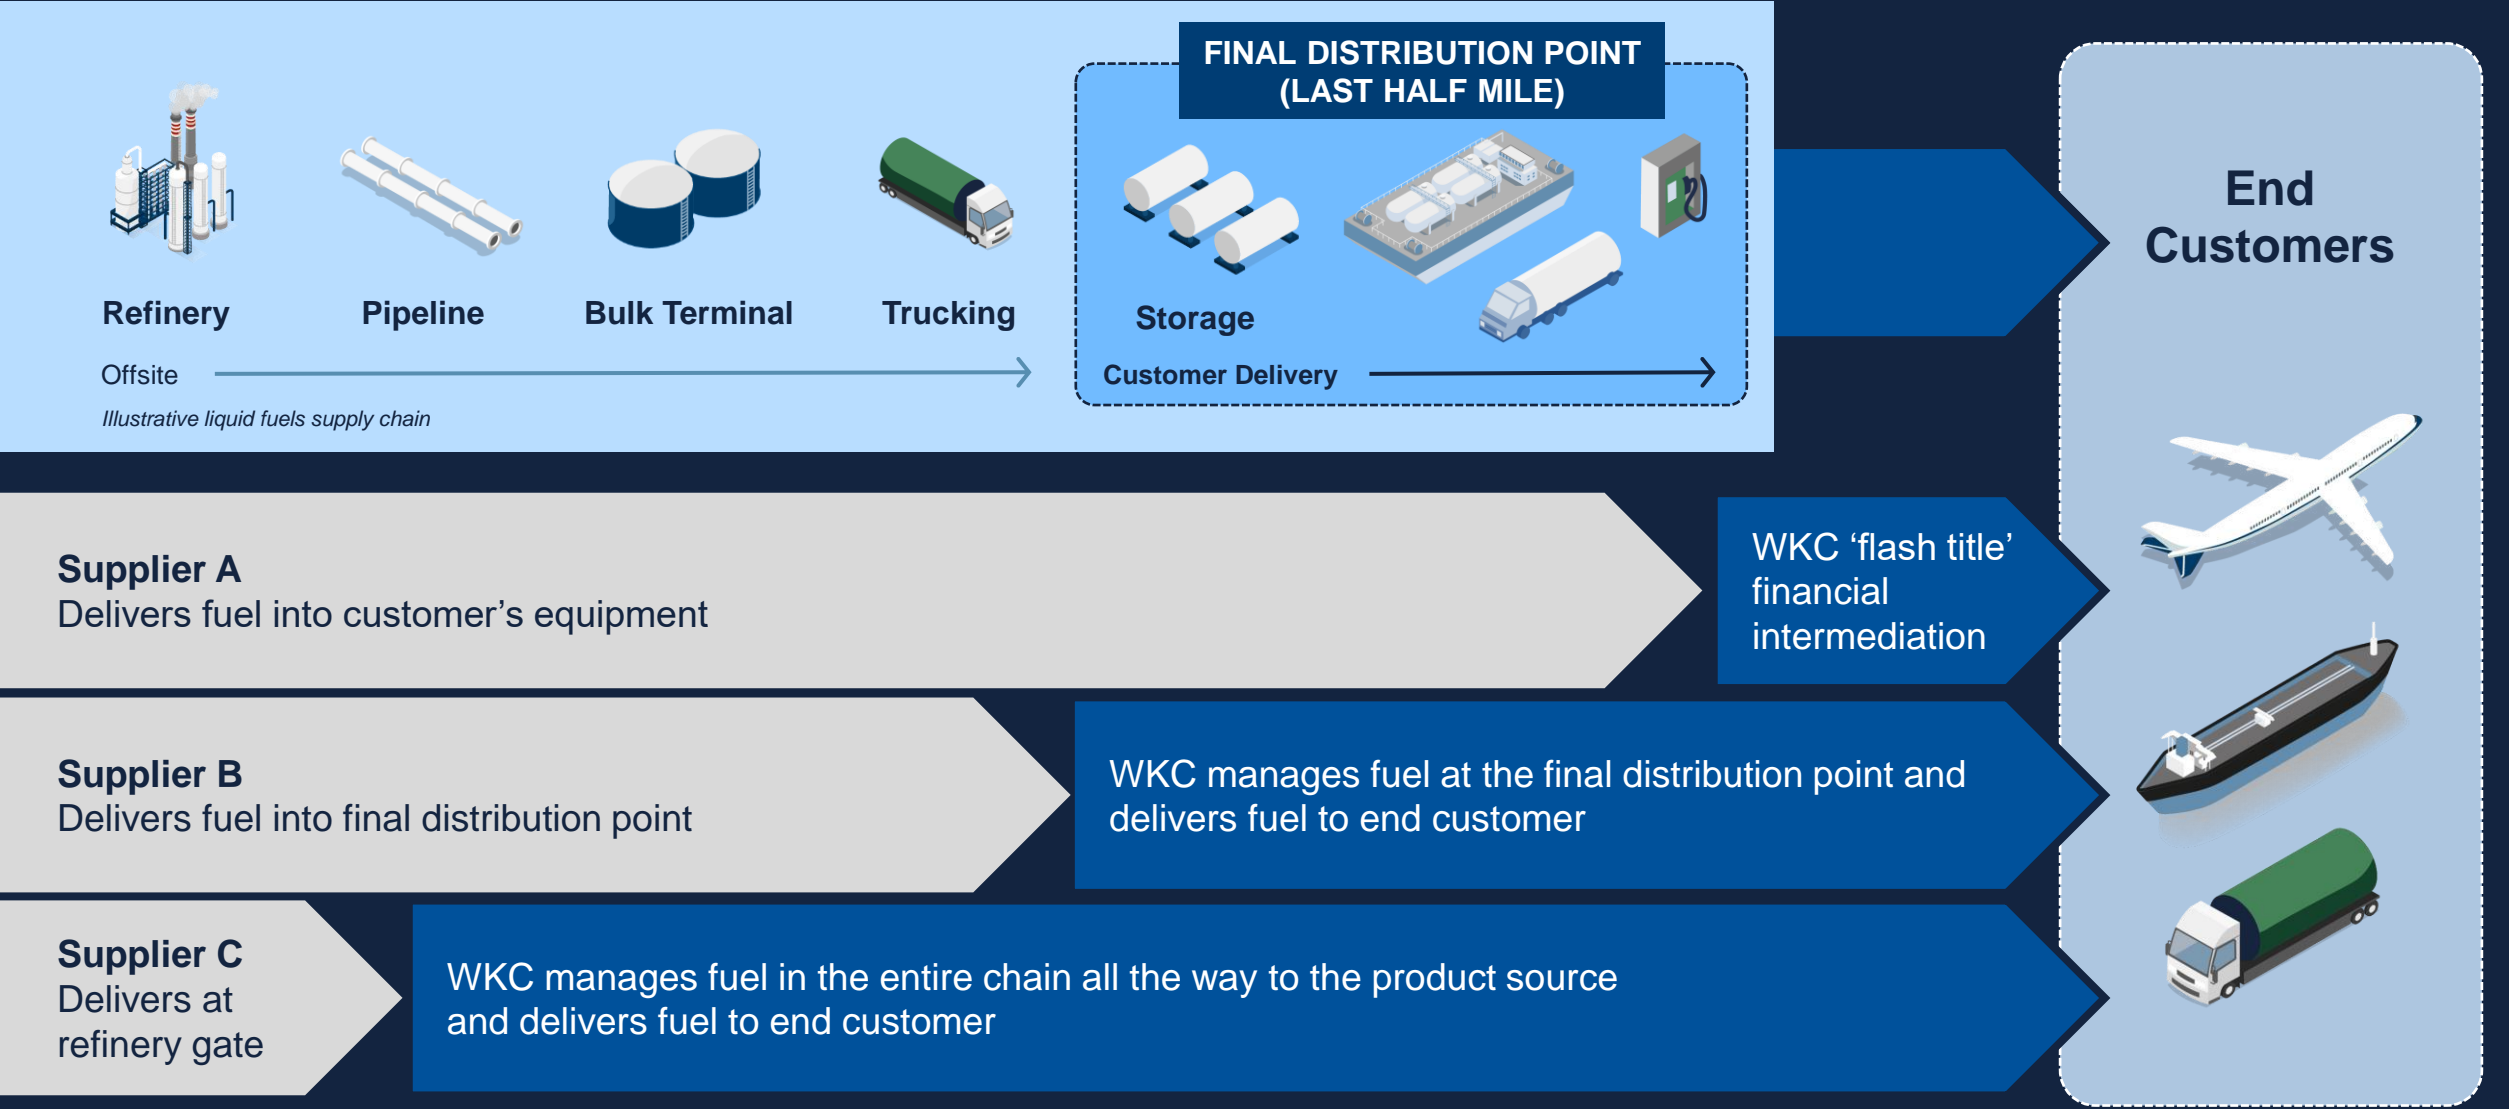 FINAL DISTRIBUTION POINT
(LAST HALF MILE)
Refinery
Pipeline
Bulk Terminal
Trucking
Storage
Offsite
Customer Delivery
Illustrative liquid fuels supply chain
End
Customers
Supplier A
Delivers fuel into customer’s equipment
WKC ‘flash title’
financial
intermediation
Supplier B
Delivers fuel into final distribution point
WKC manages fuel at the final distribution point and
delivers fuel to end customer
Supplier C
Delivers at
refinery gate
WKC manages fuel in the entire chain all the way to the product source
and delivers fuel to end customer